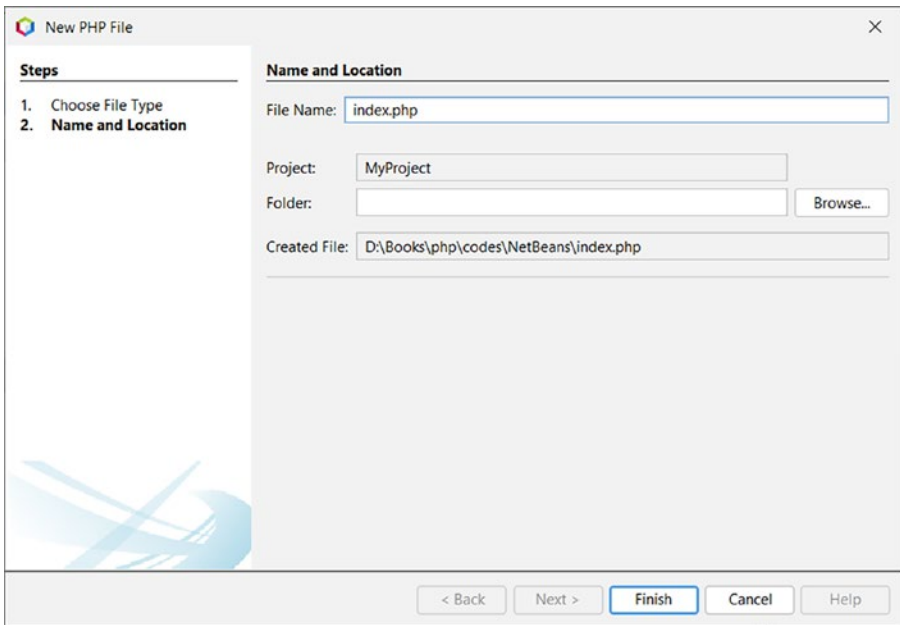 New PHP File
Steps
1. Choose File Type
2. Name and Location
Name and Location
File Name: index.php
Project: MyProject
Folder: Browse...
Created File: D:\Books\php\codes\NetBeans\index.php
< Back Next > Finish Cancel Help